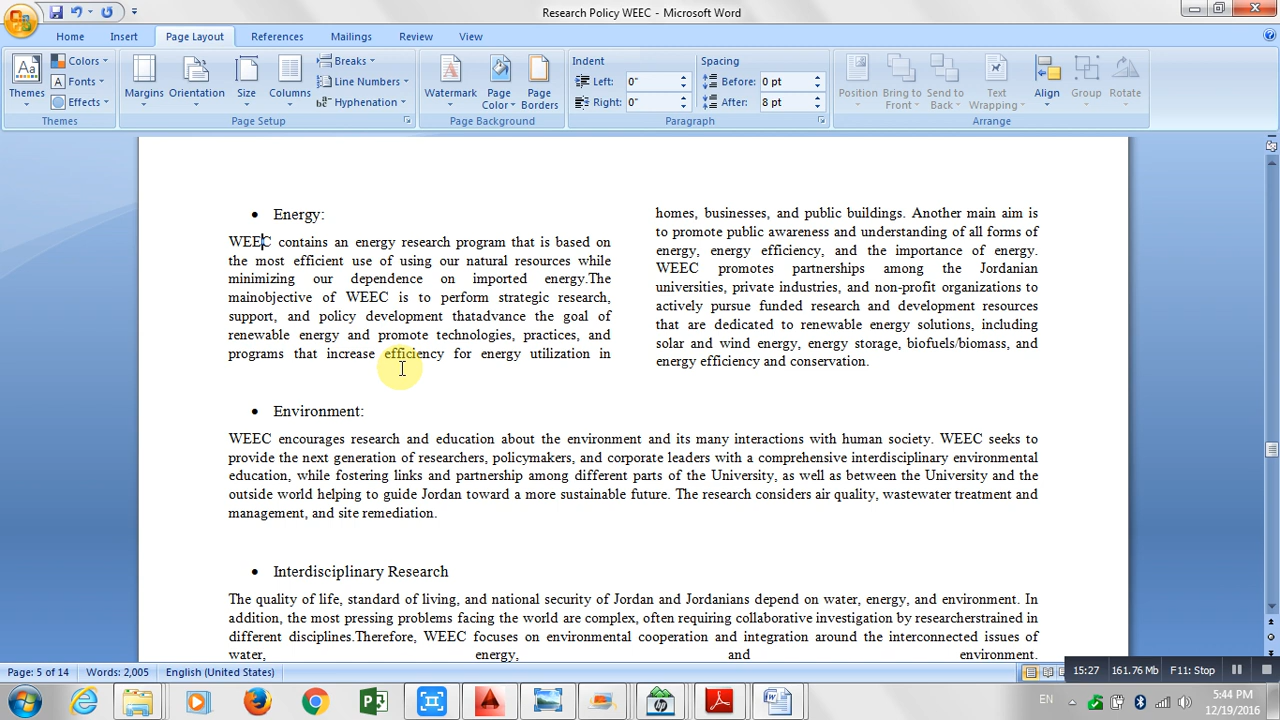 Research Policy WEEC - Microsoft Word
Home Insert Page Layout References Mailings Review View
Themes
Colors
Fonts
Effects
Themes
Margins
Orientation
Size
Columns
Breaks
Line Numbers
Hyphenation
Page Setup
Watermark
Page Color
Page Borders
Page Background
Indent
Left: 0"
Right: 0"
Spacing
Before: 0 pt
After: 8 pt
Paragraph
Position
Bring to Front
Send to Back
Text Wrapping
Align
Group
Rotate
Arrange
• Energy:
WEEC contains an energy research program that is based on
the most efficient use of using our natural resources while
minimizing our dependence on imported energy.The
mainobjective of WEEC is to perform strategic research,
support, and policy development thatadvance the goal of
renewable energy and promote technologies, practices, and
programs that increase efficiency for energy utilization in
homes, businesses, and public buildings. Another main aim is
to promote public awareness and understanding of all forms of
energy, energy efficiency, and the importance of energy.
WEEC promotes partnerships among the Jordanian
universities, private industries, and non-profit organizations to
actively pursue funded research and development resources
that are dedicated to renewable energy solutions, including
solar and wind energy, energy storage, biofuels/biomass, and
energy efficiency and conservation.
• Environment:
WEEC encourages research and education about the environment and its many interactions with human society. WEEC seeks to
provide the next generation of researchers, policymakers, and corporate leaders with a comprehensive interdisciplinary environmental
education, while fostering links and partnership among different parts of the University, as well as between the University and the
outside world helping to guide Jordan toward a more sustainable future. The research considers air quality, wastewater treatment and
management, and site remediation.
• Interdisciplinary Research
The quality of life, standard of living, and national security of Jordan and Jordanians depend on water, energy, and environment. In
addition, the most pressing problems facing the world are complex, often requiring collaborative investigation by researcherstrained in
different disciplines.Therefore, WEEC focuses on environmental cooperation and integration around the interconnected issues of
water, energy, and environment.
Page: 5 of 14 Words: 2,005 English (United States)
15:27 161.76 Mb F11: Stop
EN
5:44 PM
12/19/2016